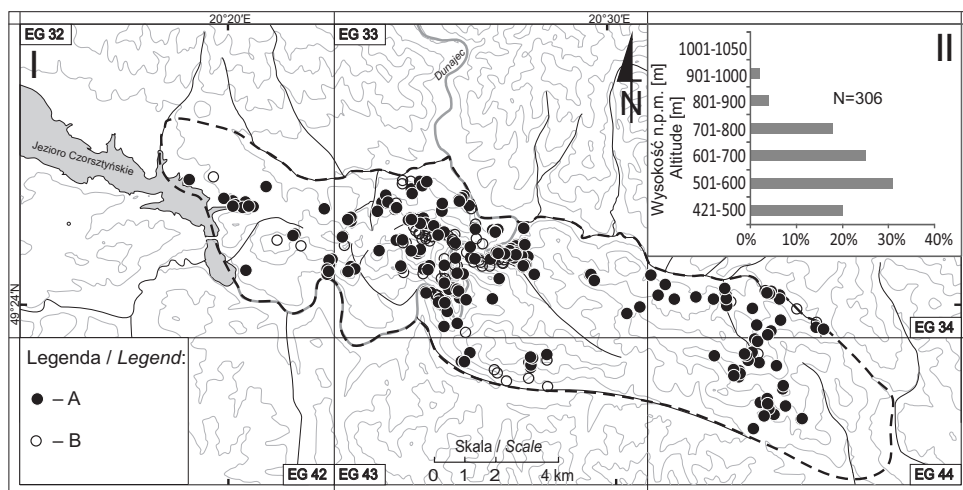 20°20'E
20°30'E
EG 32
EG 33
I
II
Dunajec
N
Jezioro Czorsztyńskie
49°24'N
Wysokość n.p.m. [m]
Altitude [m]
1001-1050
901-1000
801-900
701-800
601-700
501-600
421-500
N=306
0%
10%
20%
30%
40%
EG 34
Legenda / Legend:
– A
– B
Skala / Scale
0 1 2 4 km
EG 42
EG 43
EG 44